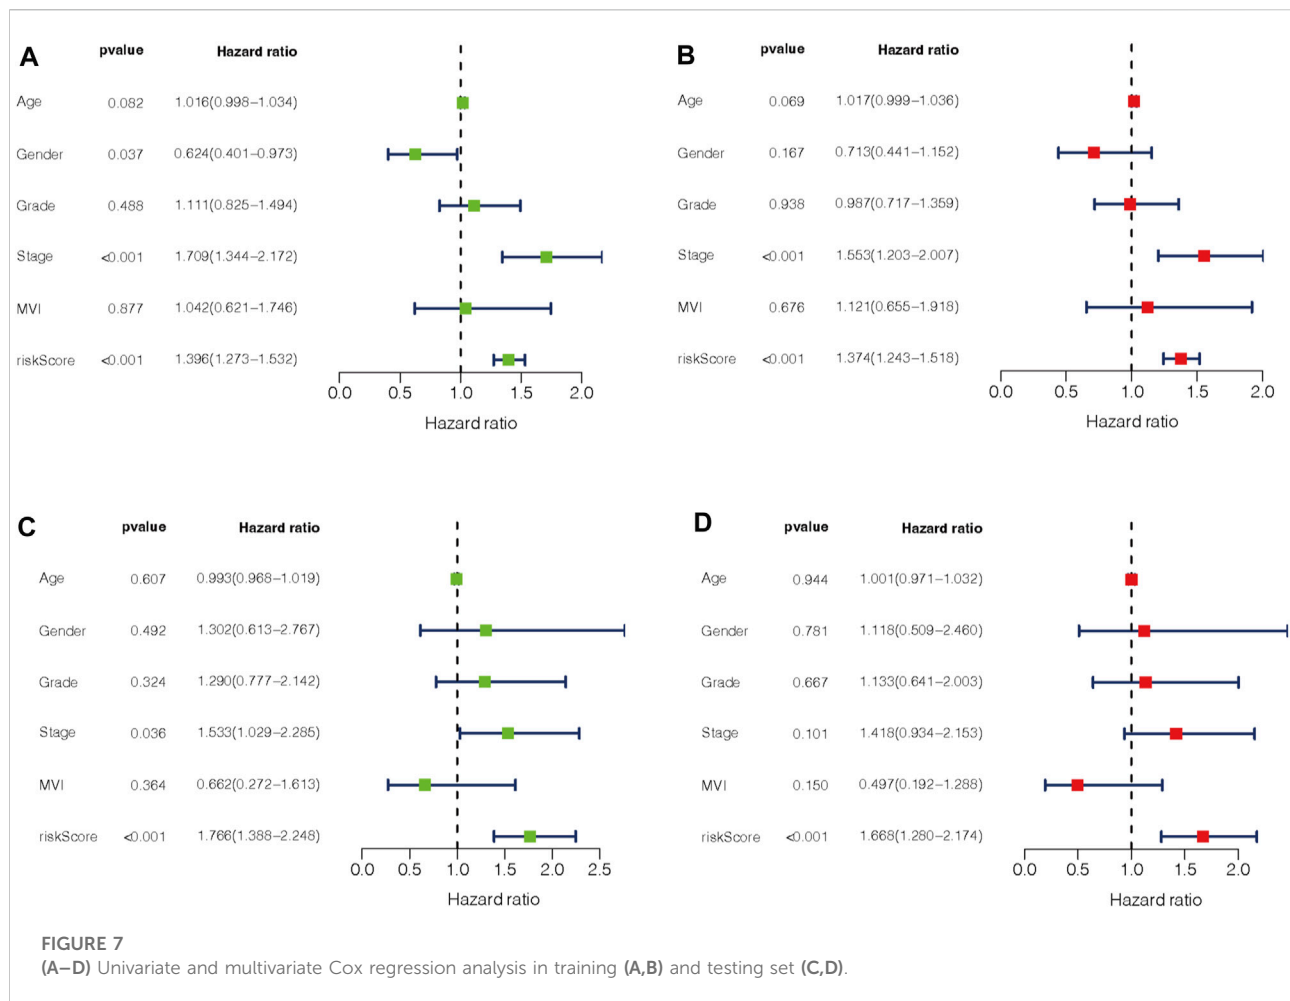 A
pvalue Hazard ratio
Age 0.082 1.016(0.998–1.034)
Gender 0.037 0.624(0.401–0.973)
Grade 0.488 1.111(0.825–1.494)
Stage <0.001 1.709(1.344–2.172)
MVI 0.877 1.042(0.621–1.746)
riskScore <0.001 1.396(1.273–1.532)
0.0 0.5 1.0 1.5 2.0
Hazard ratio
B
pvalue Hazard ratio
Age 0.069 1.017(0.999–1.036)
Gender 0.167 0.713(0.441–1.152)
Grade 0.938 0.987(0.717–1.359)
Stage <0.001 1.553(1.203–2.007)
MVI 0.676 1.121(0.655–1.918)
riskScore <0.001 1.374(1.243–1.518)
0.0 0.5 1.0 1.5 2.0
Hazard ratio
C
pvalue Hazard ratio
Age 0.607 0.993(0.968–1.019)
Gender 0.492 1.302(0.613–2.767)
Grade 0.324 1.290(0.777–2.142)
Stage 0.036 1.533(1.029–2.285)
MVI 0.364 0.662(0.272–1.613)
riskScore <0.001 1.766(1.388–2.248)
0.0 0.5 1.0 1.5 2.0 2.5
Hazard ratio
D
pvalue Hazard ratio
Age 0.944 1.001(0.971–1.032)
Gender 0.781 1.118(0.509–2.460)
Grade 0.667 1.133(0.641–2.003)
Stage 0.101 1.418(0.934–2.153)
MVI 0.150 0.497(0.192–1.288)
riskScore <0.001 1.668(1.280–2.174)
0.0 0.5 1.0 1.5 2.0
Hazard ratio
FIGURE 7
(A–D) Univariate and multivariate Cox regression analysis in training (A,B) and testing set (C,D).